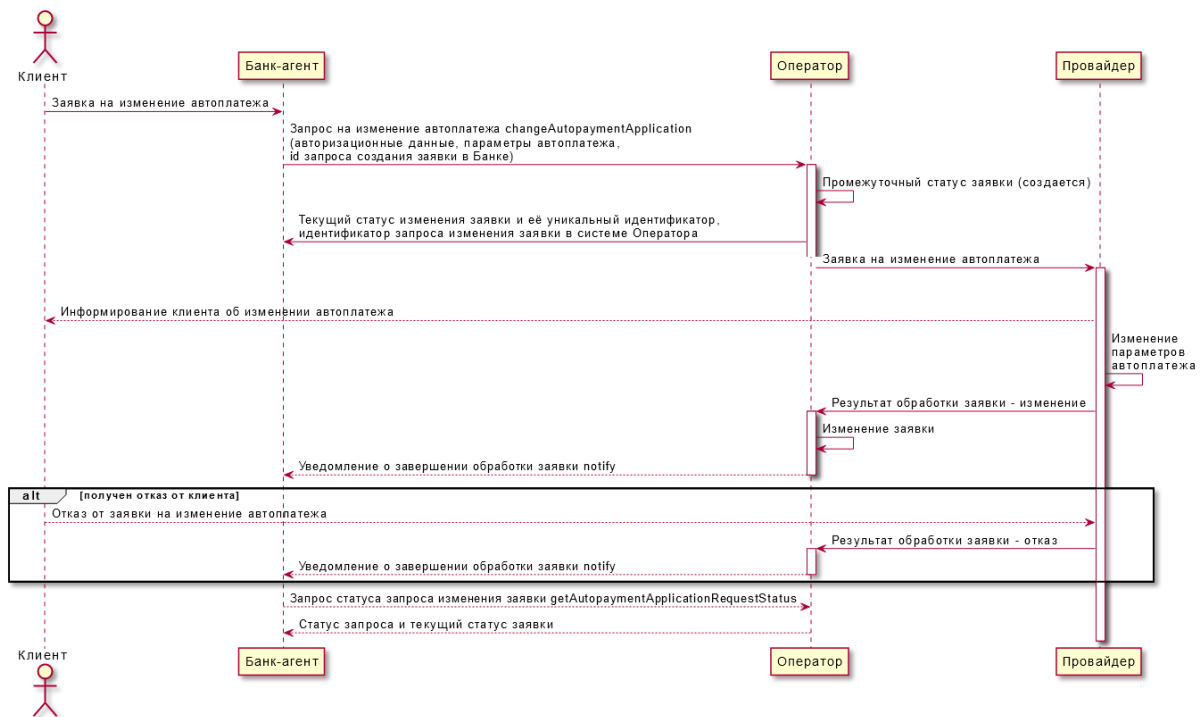 Клиент
Банк-агент
Оператор
Провайдер
Заявка на изменение автоплатежа
Запрос на изменение автоплатежа changeAutopaymentApplication
(авторизационные данные, параметры автоплатежа,
id запроса создания заявки в Банке)
Промежуточный статус заявки (создается)
Текущий статус изменения заявки и её уникальный идентификатор,
идентификатор запроса изменения заявки в системе Оператора
Заявка на изменение автоплатежа
Информирование клиента об изменении автоплатежа
Изменение
параметров
автоплатежа
Результат обработки заявки - изменение
Изменение заявки
Уведомление о завершении обработки заявки notify
alt [получен отказ от клиента]
Отказ от заявки на изменение автоплатежа
Результат обработки заявки - отказ
Уведомление о завершении обработки заявки notify
Запрос статуса запроса изменения заявки getAutopaymentApplicationRequestStatus
Статус запроса и текущий статус заявки
Клиент
Банк-агент
Оператор
Провайдер